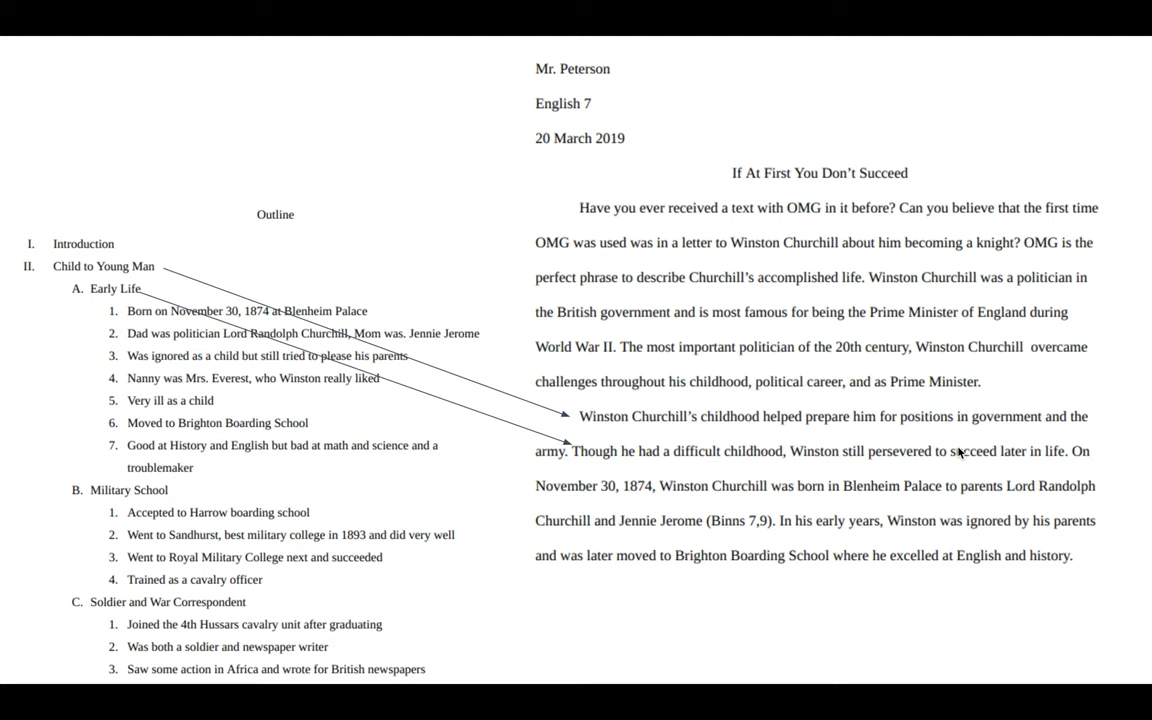 Outline
I. Introduction
II. Child to Young Man
A. Early Life
1. Born on November 30, 1874 at Blenheim Palace
2. Dad was politician Lord Randolph Churchill, Mom was. Jennie Jerome
3. Was ignored as a child but still tried to please his parents
4. Nanny was Mrs. Everest, who Winston really liked
5. Very ill as a child
6. Moved to Brighton Boarding School
7. Good at History and English but bad at math and science and a
troublemaker
B. Military School
1. Accepted to Harrow boarding school
2. Went to Sandhurst, best military college in 1893 and did very well
3. Went to Royal Military College next and succeeded
4. Trained as a cavalry officer
C. Soldier and War Correspondent
1. Joined the 4th Hussars cavalry unit after graduating
2. Was both a soldier and newspaper writer
3. Saw some action in Africa and wrote for British newspapers
Mr. Peterson
English 7
20 March 2019
If At First You Don’t Succeed
Have you ever received a text with OMG in it before? Can you believe that the first time
OMG was used was in a letter to Winston Churchill about him becoming a knight? OMG is the
perfect phrase to describe Churchill’s accomplished life. Winston Churchill was a politician in
the British government and is most famous for being the Prime Minister of England during
World War II. The most important politician of the 20th century, Winston Churchill overcame
challenges throughout his childhood, political career, and as Prime Minister.
Winston Churchill’s childhood helped prepare him for positions in government and the
army. Though he had a difficult childhood, Winston still persevered to succeed later in life. On
November 30, 1874, Winston Churchill was born in Blenheim Palace to parents Lord Randolph
Churchill and Jennie Jerome (Binns 7,9). In his early years, Winston was ignored by his parents
and was later moved to Brighton Boarding School where he excelled at English and history.